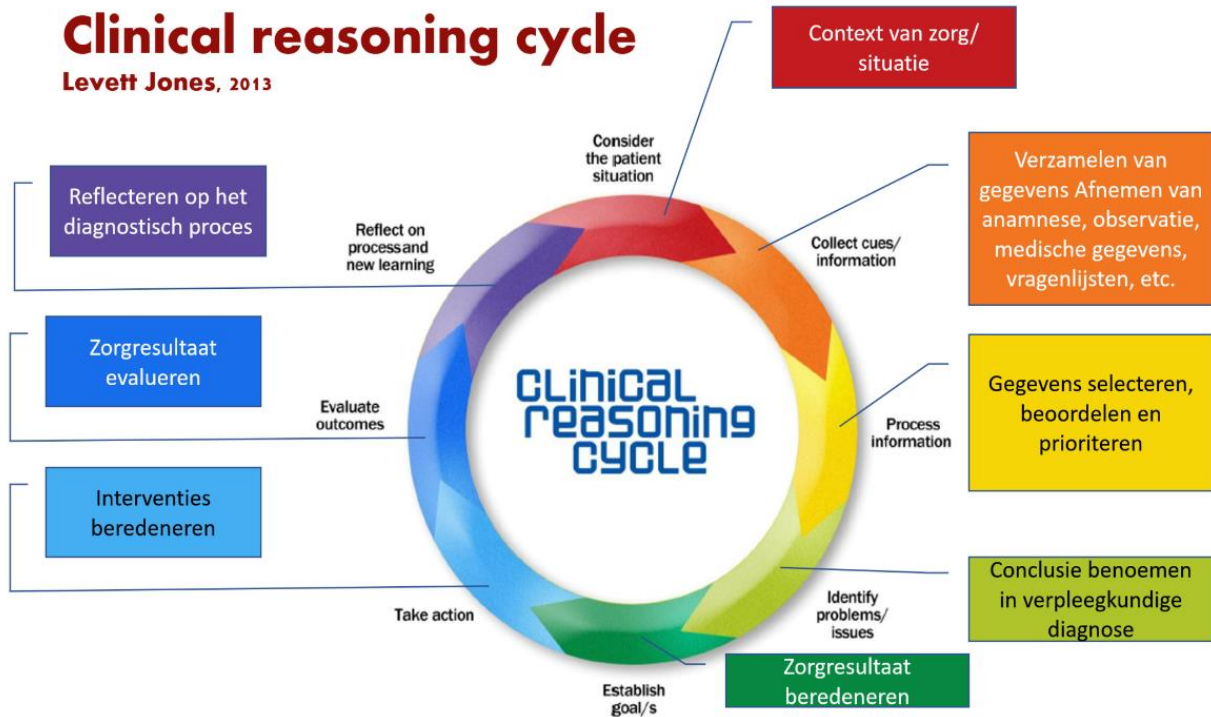 Clinical reasoning cycle
Levett Jones, 2013
Context van zorg/
situatie
Consider
the patient
situation
Verzamelen van
gegevens Afnemen van
anamnese, observatie,
medische gegevens,
vragenlijsten, etc.
Collect cues/
information
Gegevens selecteren,
beoordelen en
prioriteren
Process
information
Conclusie benoemen
in verpleegkundige
diagnose
Identify
problems/
issues
Zorgresultaat
beredeneren
Establish
goal/s
Interventies
beredeneren
Take action
Zorgresultaat
evalueren
Evaluate
outcomes
Reflecteren op het
diagnostisch proces
Reflect on
process and
new learning
CLINICAL
REASONING
CYCLE